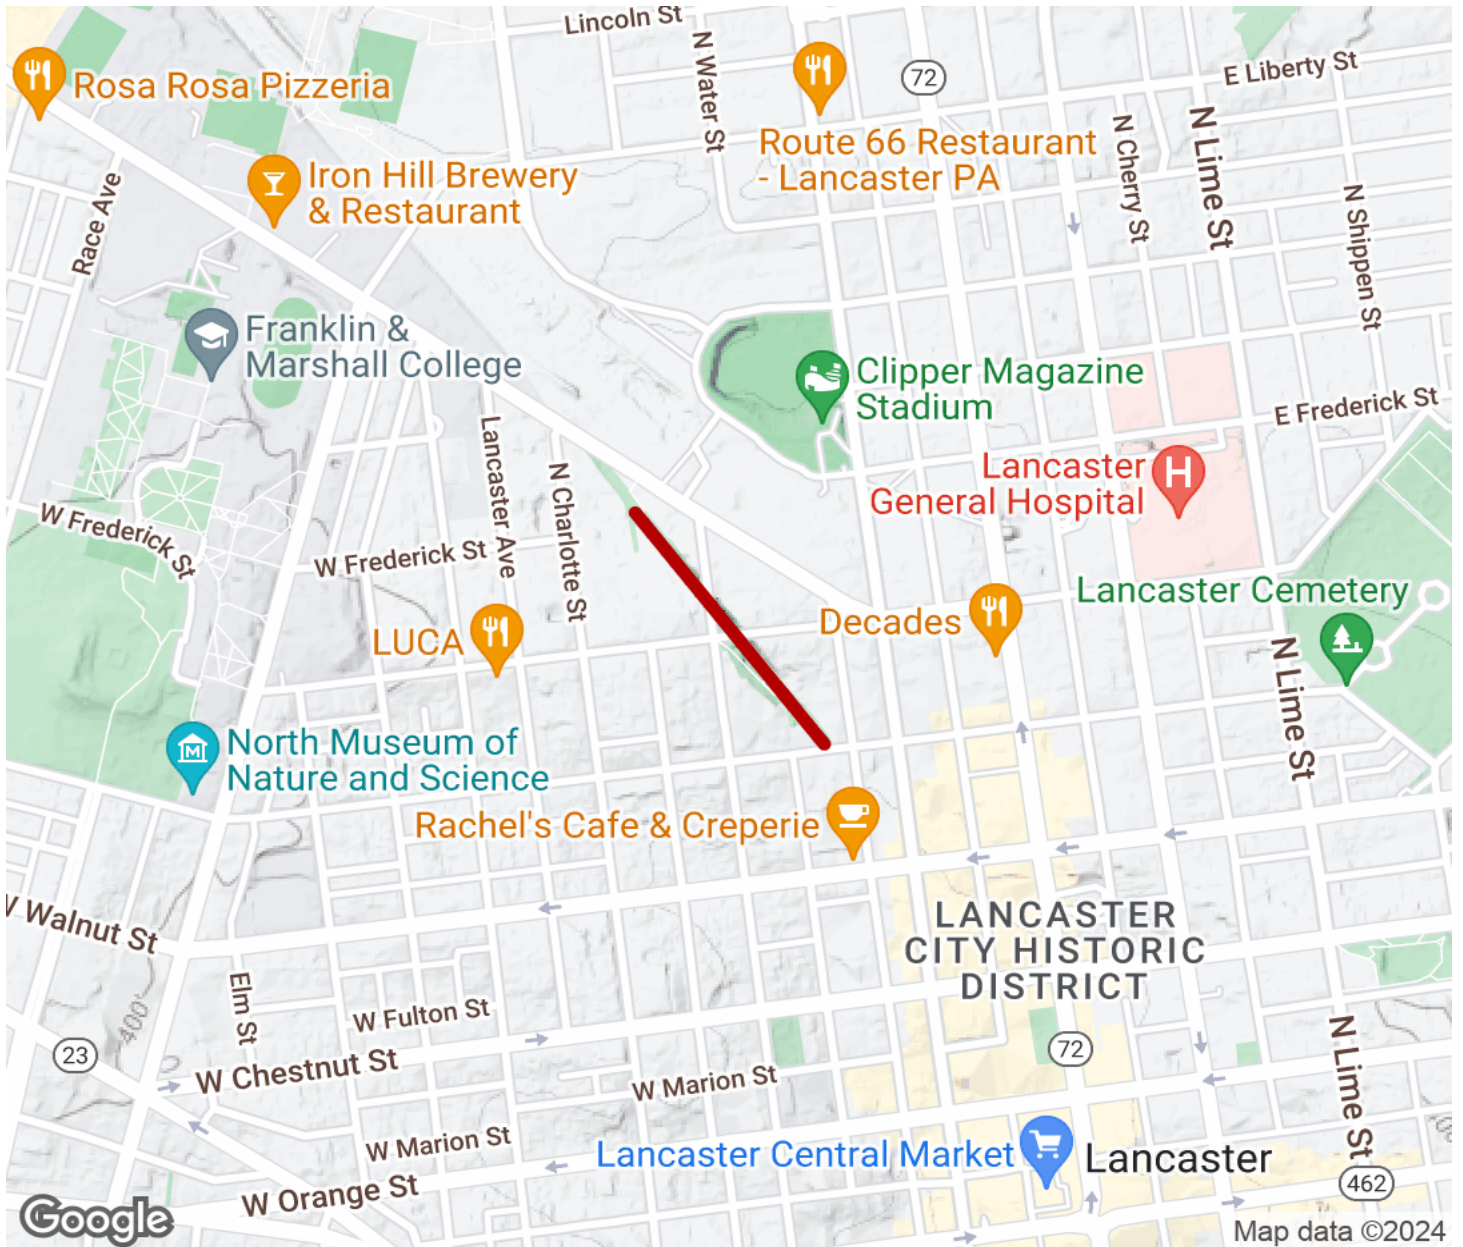 Lincoln St
N Water St
72
E Liberty St
Rosa Rosa Pizzeria
Route 66 Restaurant
- Lancaster PA
N Cherry St
N Lime St
Iron Hill Brewery
& Restaurant
Race Ave
N Shippen St
Franklin &
Marshall College
Clipper Magazine
Stadium
E Frederick St
Lancaster Ave
N Charlotte St
Lancaster
General Hospital
H
W Frederick St
W Frederick St
Lancaster Cemetery
Decades
LUCA
N Lime St
North Museum of
Nature and Science
M
Rachel's Cafe & Creperie
W Walnut St
LANCASTER
CITY HISTORIC
DISTRICT
Elm St
400'
W Fulton St
23
W Chestnut St
72
W Marion St
N Lime St
W Marion St
Lancaster Central Market
Lancaster
W Orange St
462
Google
Map data ©2024